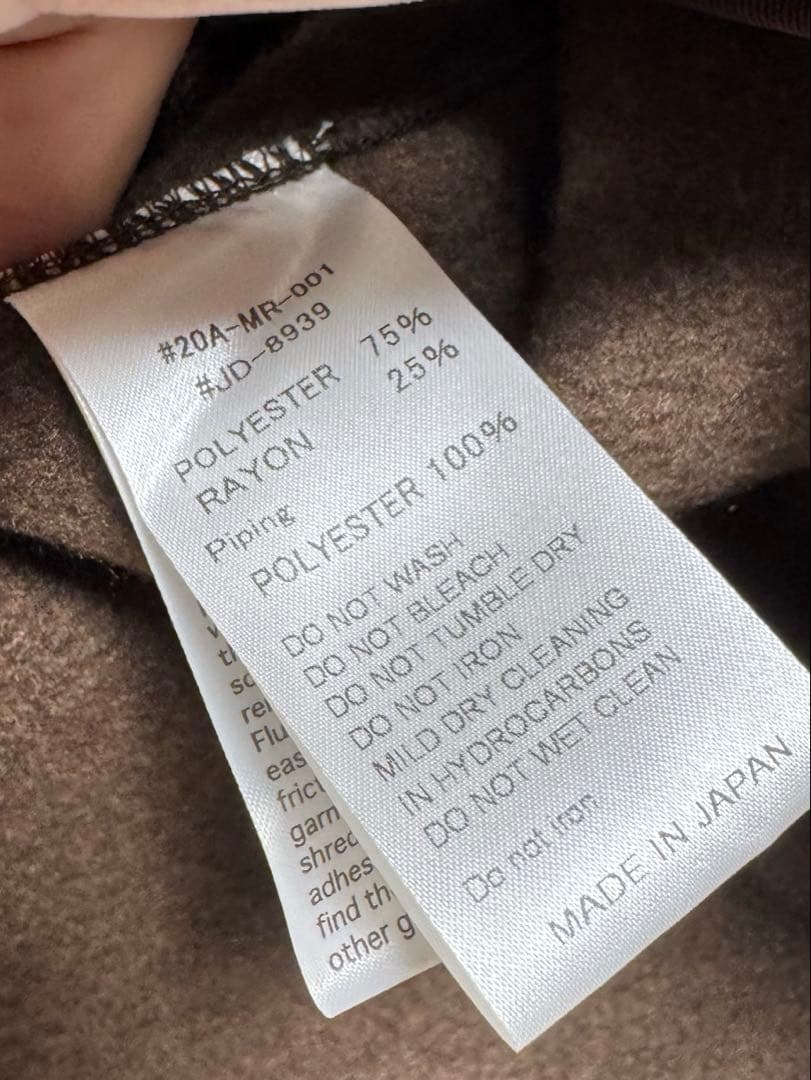 #20A-MR-001
#JD-8939
POLYESTER 75%
RAYON 25%
Piping
POLYESTER 100%
DO NOT WASH
DO NOT BLEACH
DO NOT TUMBLE DRY
DO NOT IRON
MILD DRY CLEANING
IN HYDROCARBONS
DO NOT WET CLEAN
Do not iron
MADE IN JAPAN
Flu
eas
frict
garn
shred
adhes
find th
other g